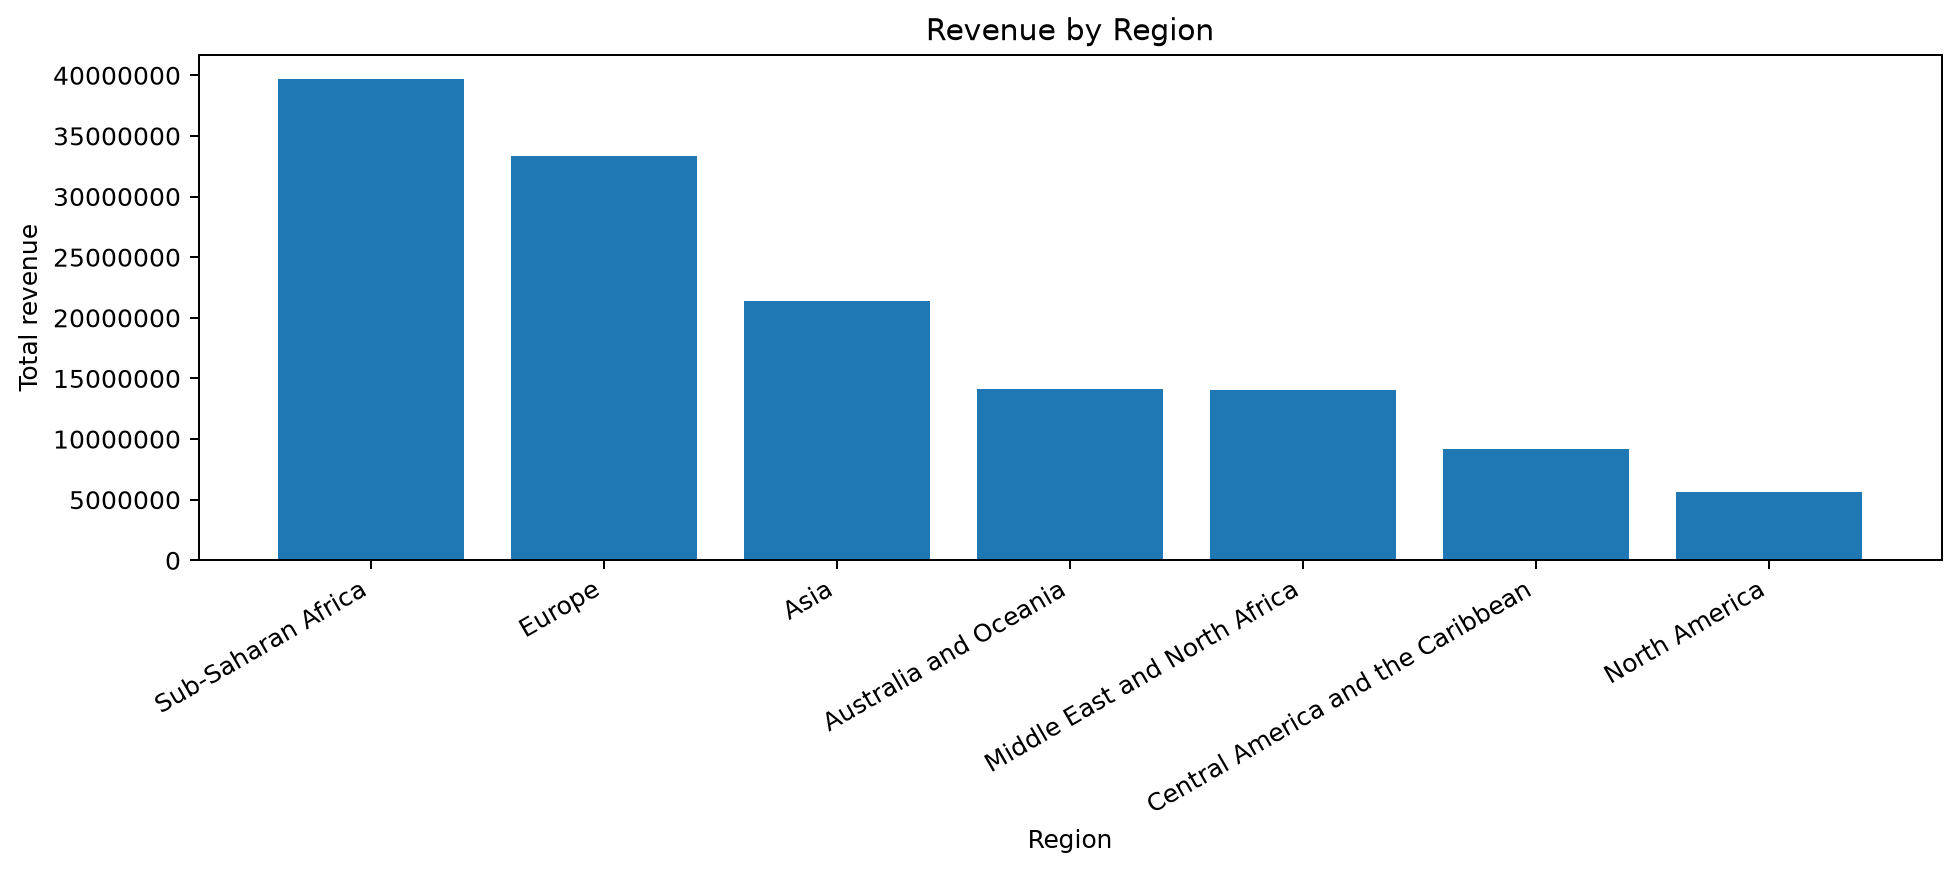 Revenue by Region
Total revenue
40000000
35000000
30000000
25000000
20000000
15000000
10000000
5000000
0
Sub-Saharan Africa
Europe
Asia
Australia and Oceania
Middle East and North Africa
Central America and the Caribbean
North America
Region